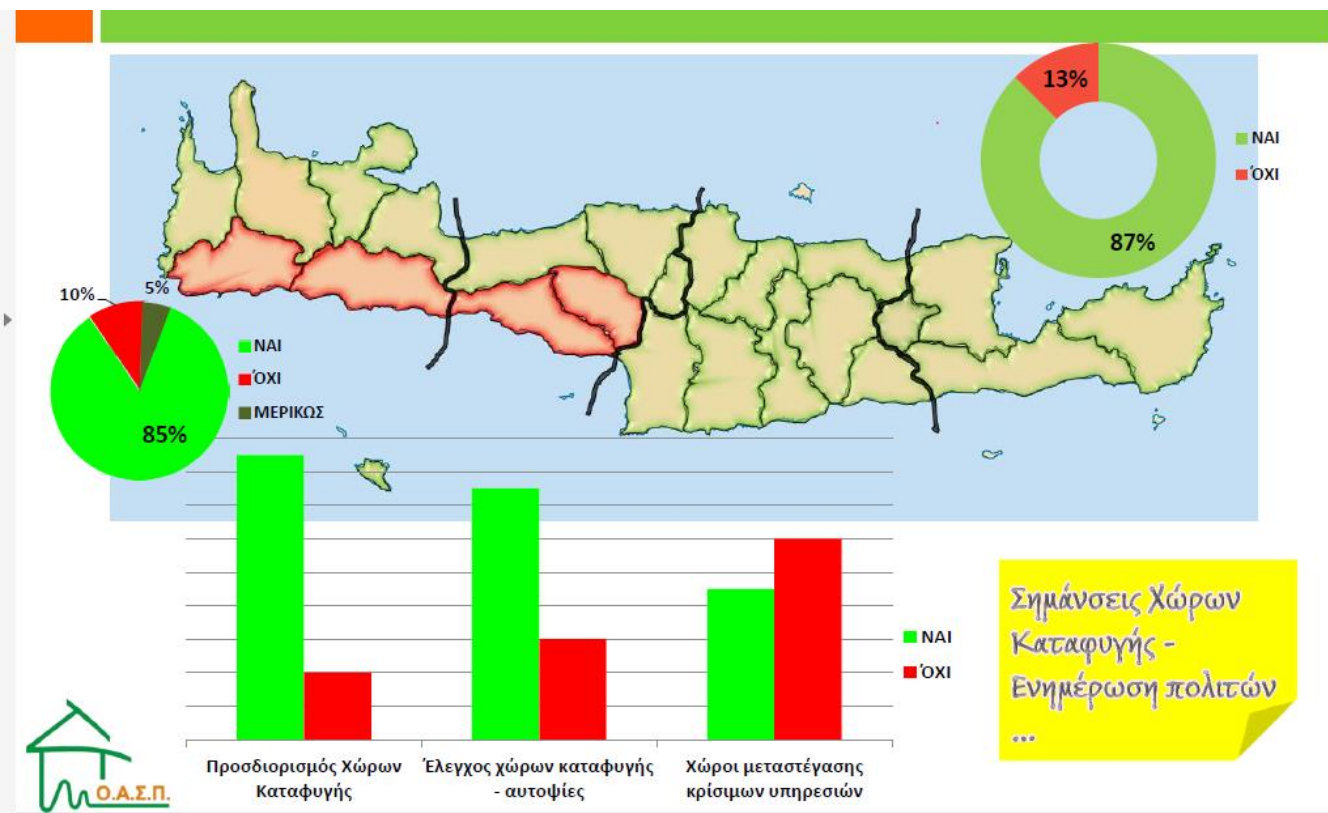 13%
ΝΑΙ
ΌΧΙ
87%
10%
5%
ΝΑΙ
ΌΧΙ
ΜΕΡΙΚΩΣ
85%
ΝΑΙ
ΌΧΙ
Προσδιορισμός Χώρων
Καταφυγής
Έλεγχος χώρων καταφυγής
- αυτοψίες
Χώροι μεταστέγασης
κρίσιμων υπηρεσιών
Σημάνσεις Χώρων
Καταφυγής -
Ενημέρωση πολιτών
...
Ο.Α.Σ.Π.